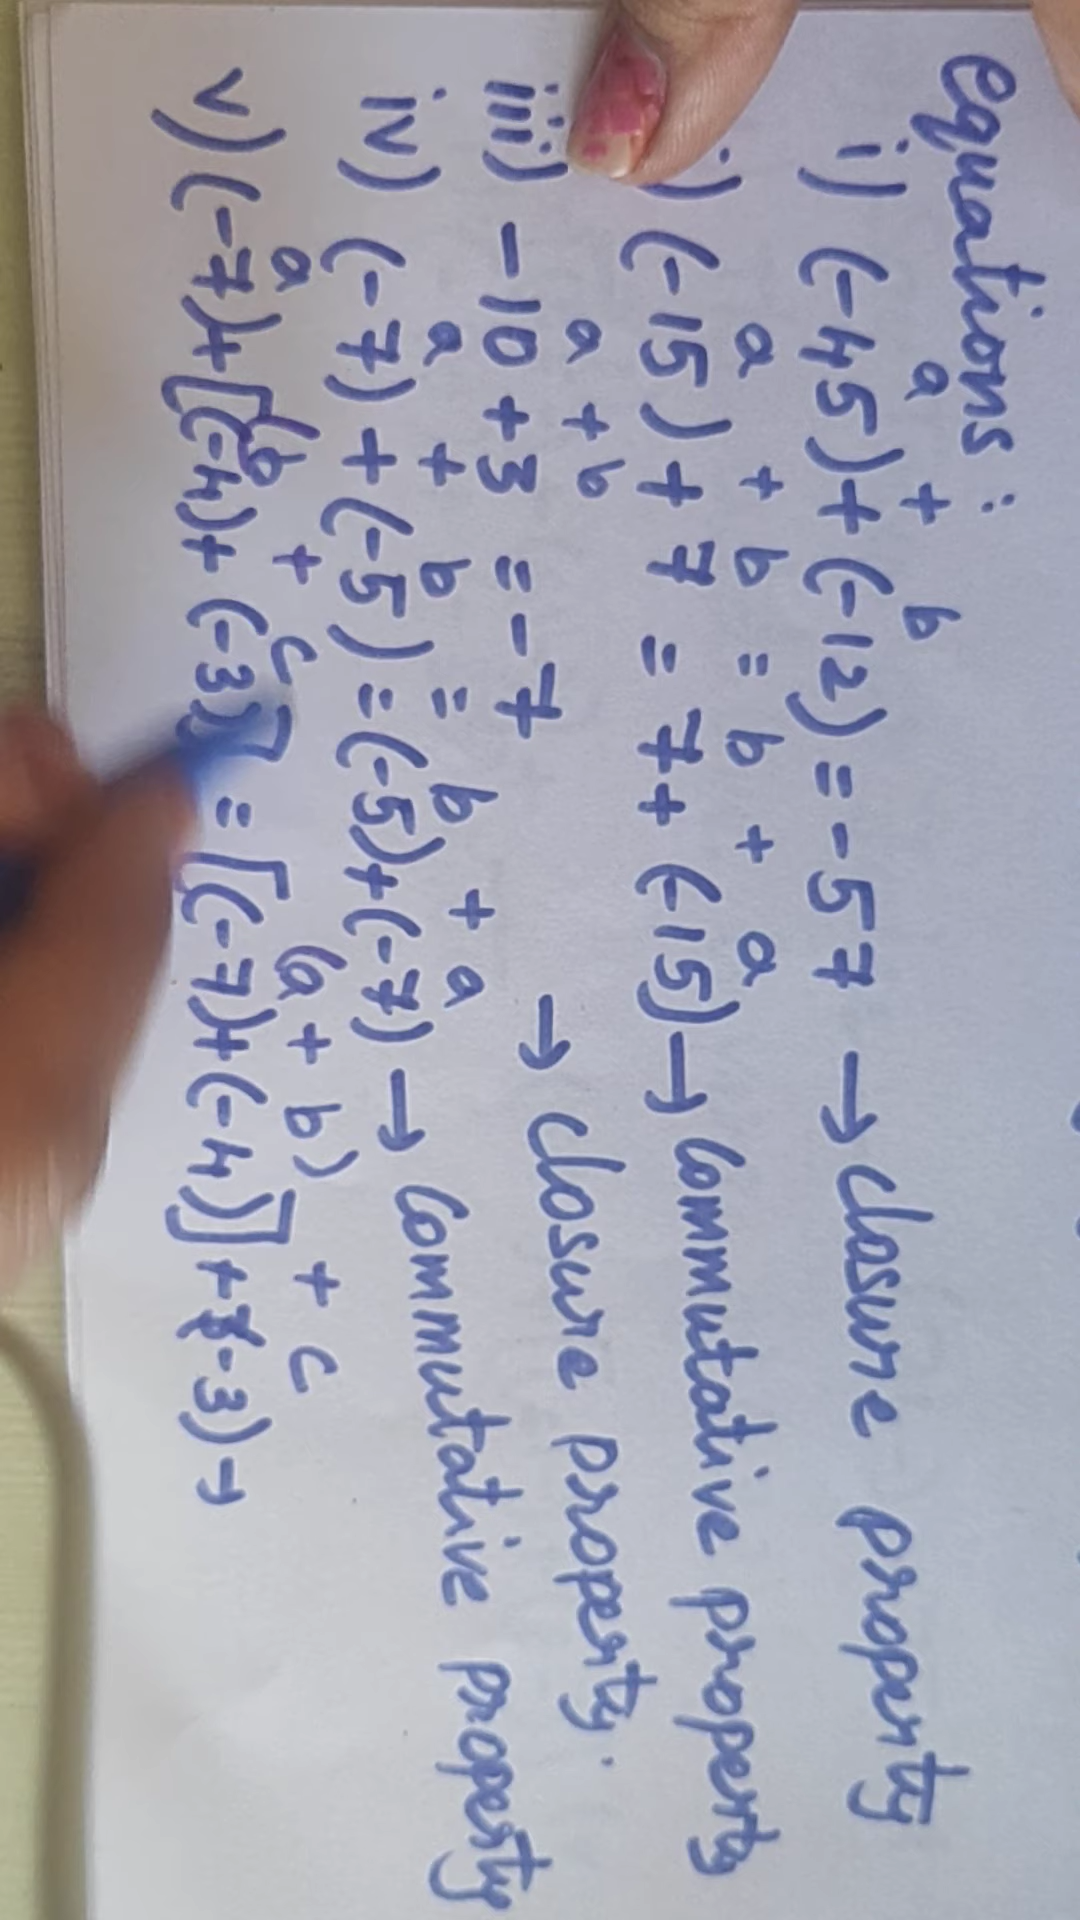 equations :
a + b
i) (-45) + (-12) = -57 → closure property
a + b = b + a
i) (-15) + 7 = 7 + (-15) → Commutative property
a + b
iii) -10 + 3 = -7 → closure property.
a + b = b + a
iv) (-7) + (-5) = (-5) + (-7) → Commutative property
a (b + c (a + b) + c
v) (-7) + [(-4) + (-3)] = [(-7) + (-4)] + (-3) →